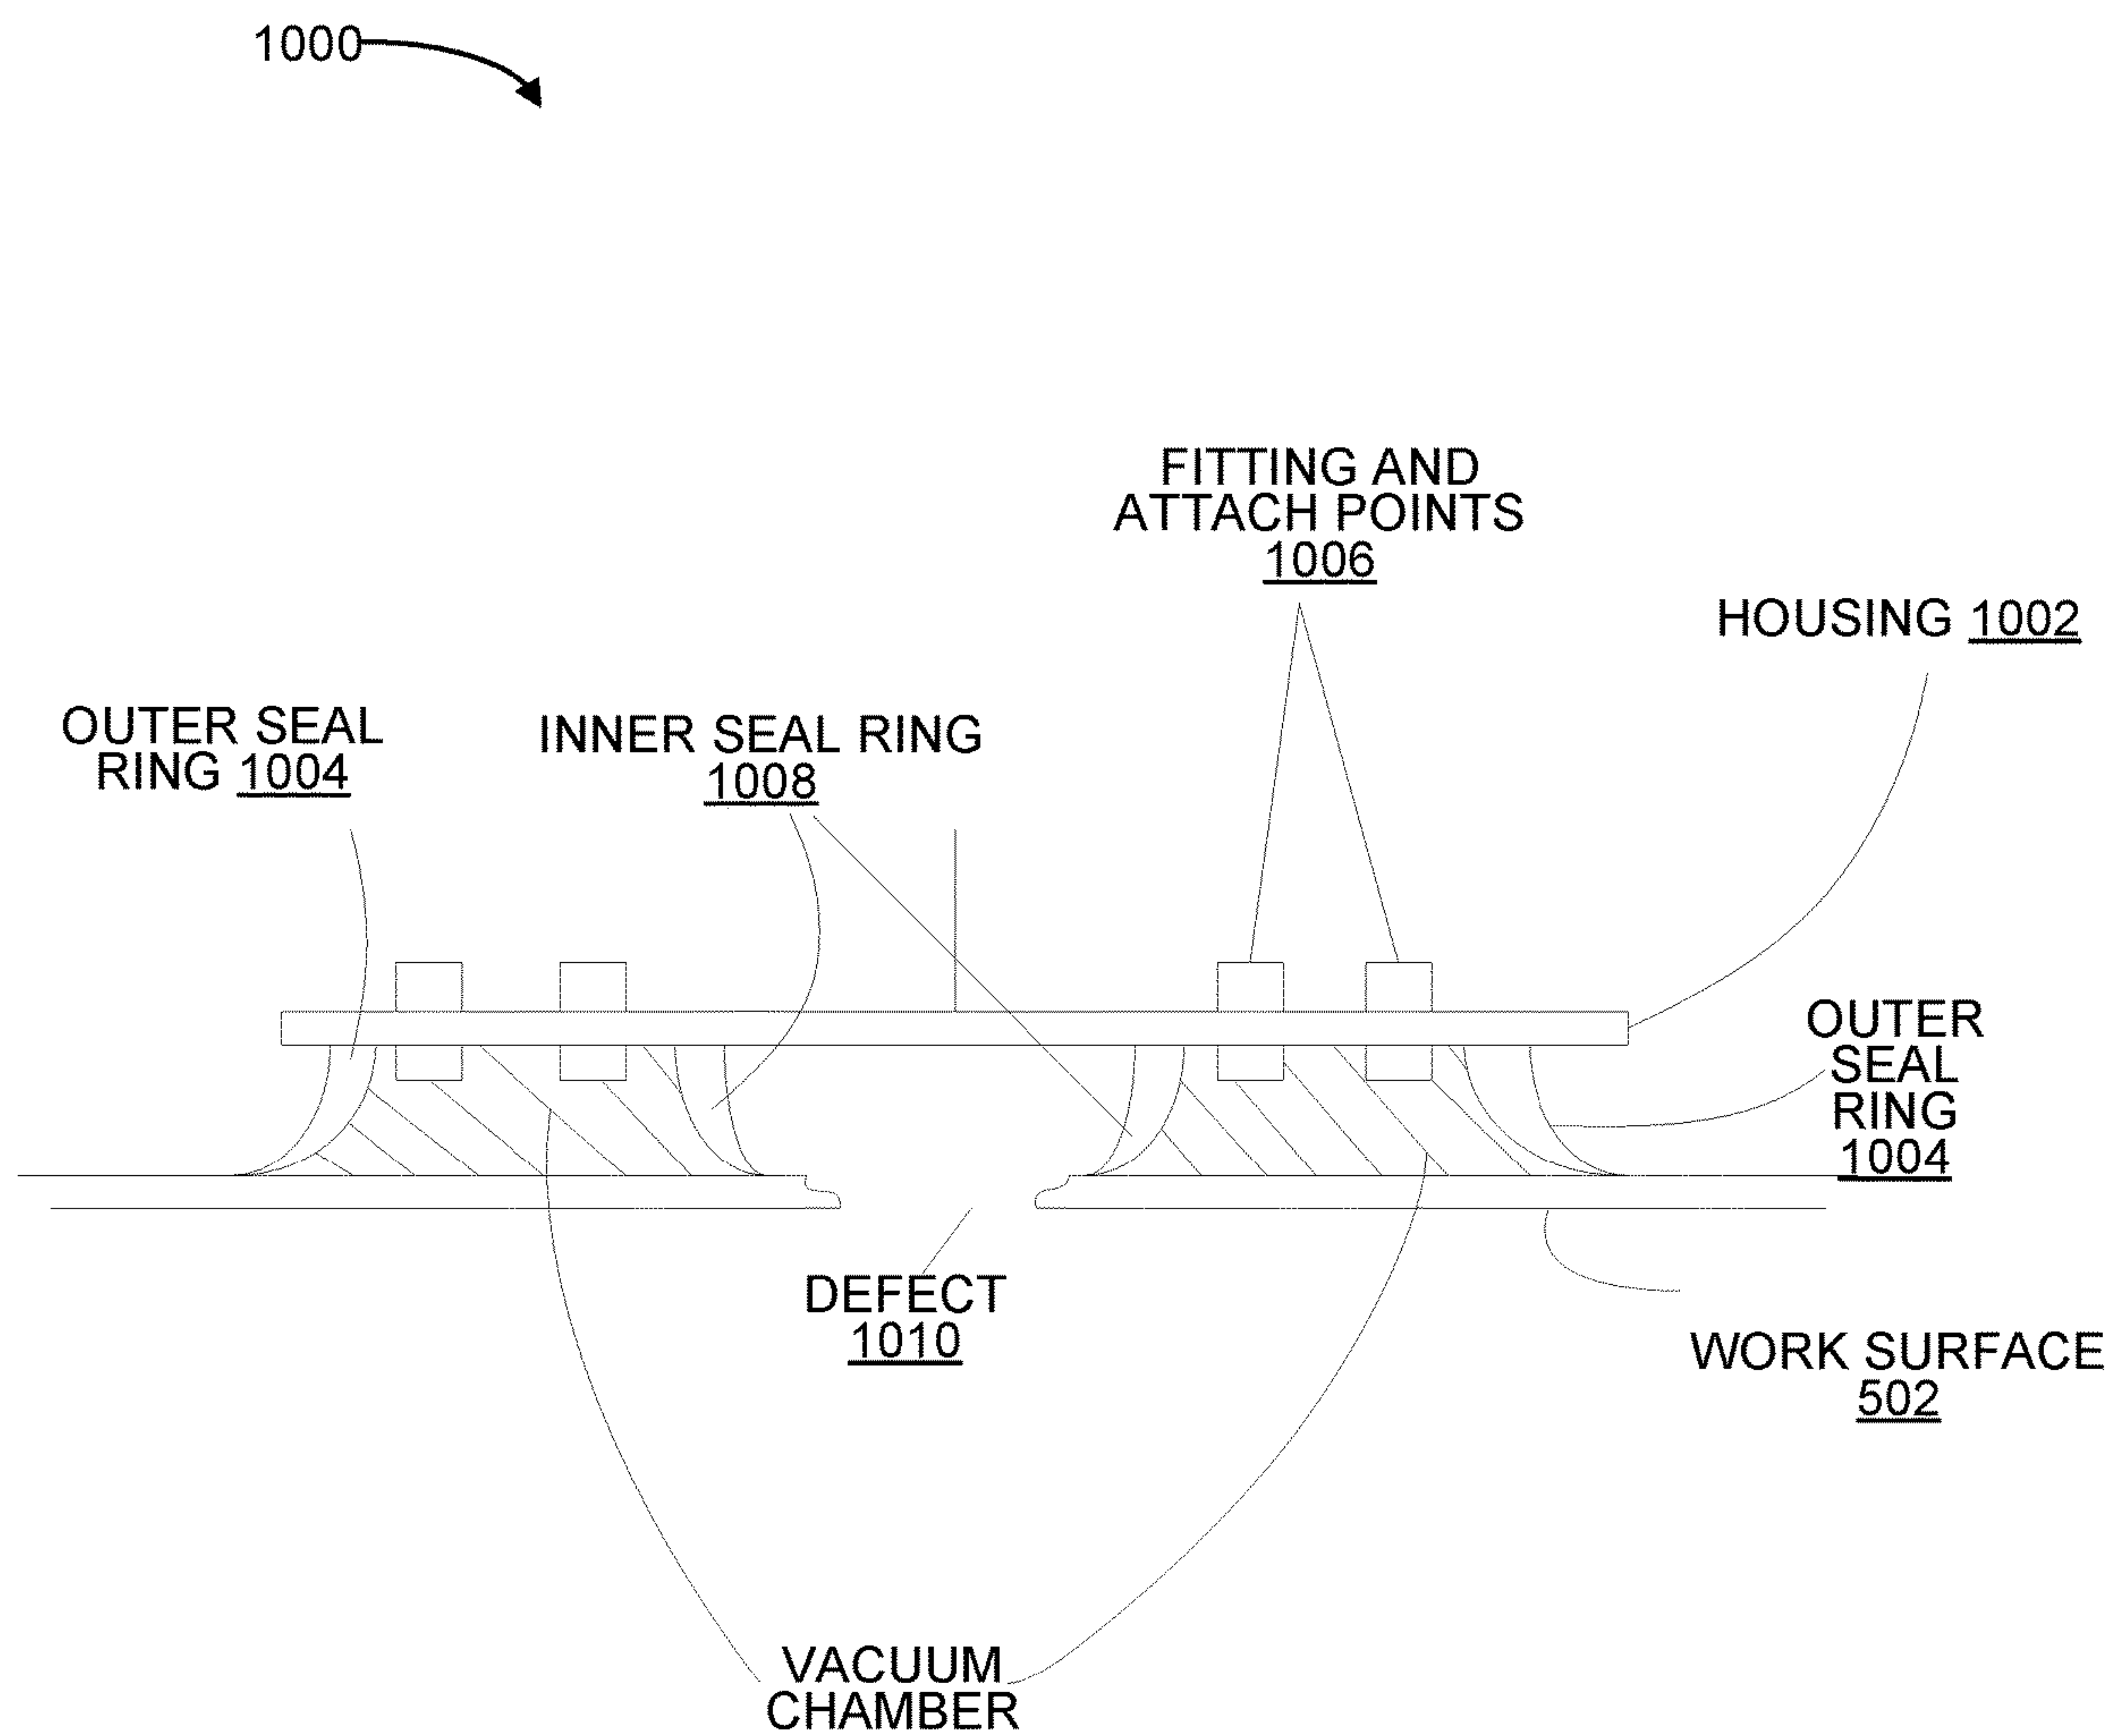 1000
FITTING AND
ATTACH POINTS
1006
HOUSING 1002
OUTER SEAL
RING 1004
INNER SEAL RING
1008
OUTER
SEAL
RING
1004
DEFECT
1010
WORK SURFACE
502
VACUUM
CHAMBER